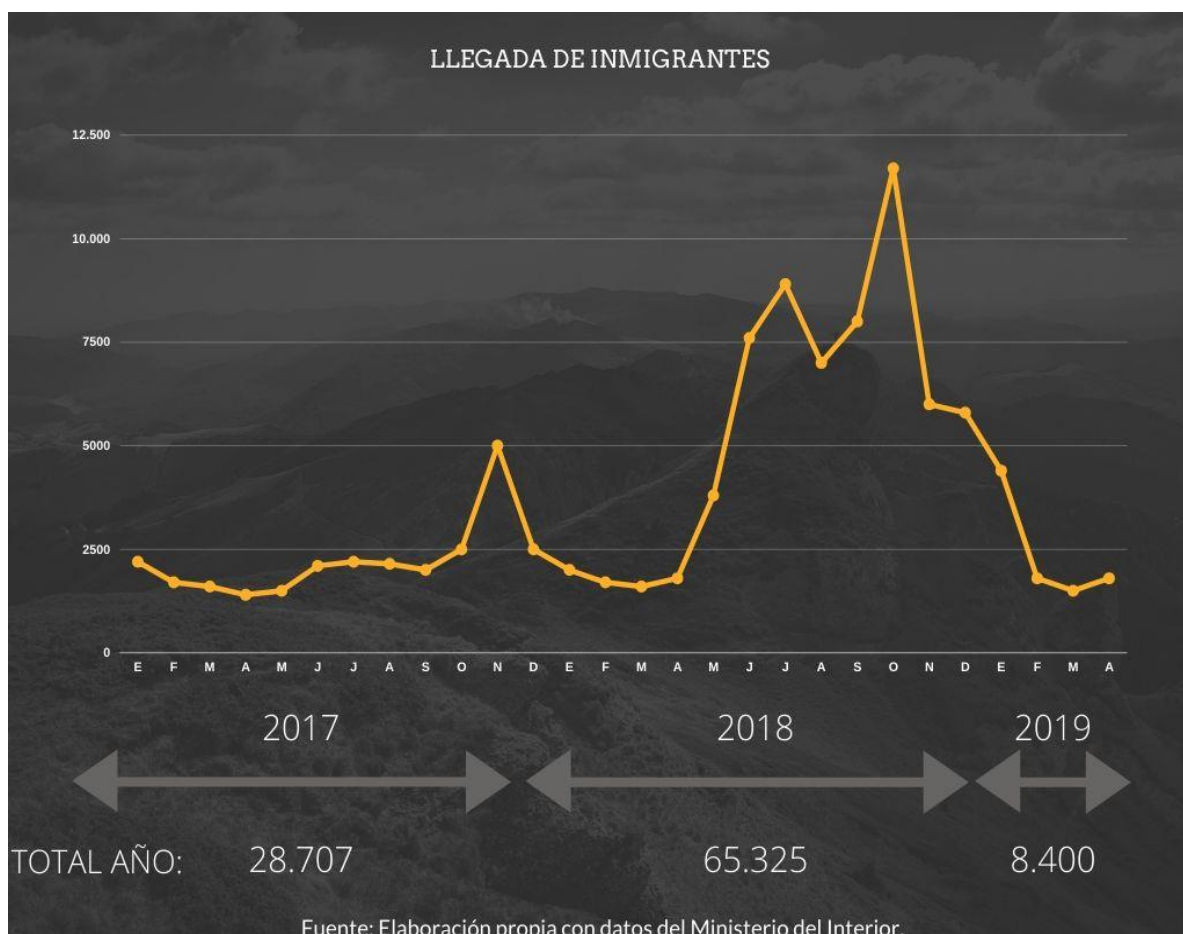 LLEGADA DE INMIGRANTES
12.500
10.000
7500
5000
2500
0
E F M A M J J A S O N D E F M A M J J A S O N D E F M A
2017 2018 2019
TOTAL AÑO: 28.707 65.325 8.400
Fuente: Elaboración propia con datos del Ministerio del Interior.